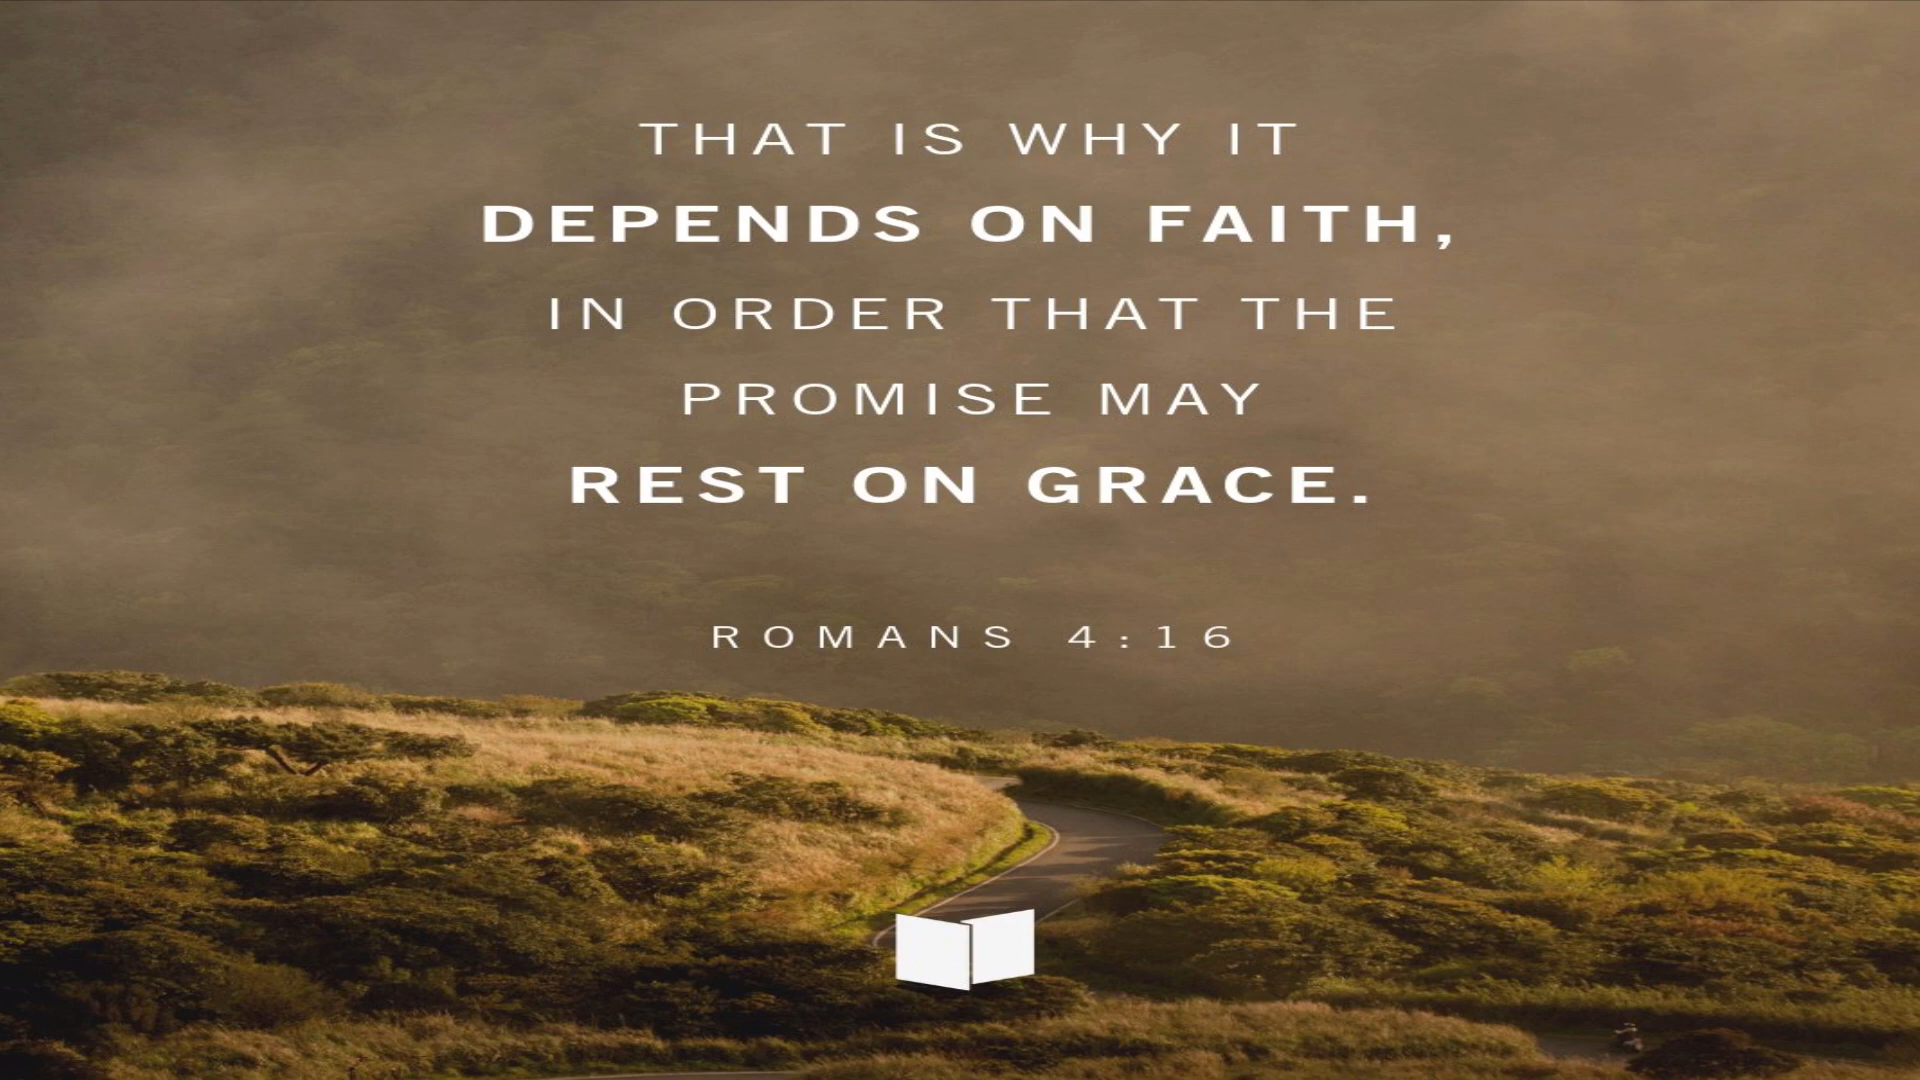 THAT IS WHY IT
DEPENDS ON FAITH,
IN ORDER THAT THE
PROMISE MAY
REST ON GRACE.
ROMANS 4:16